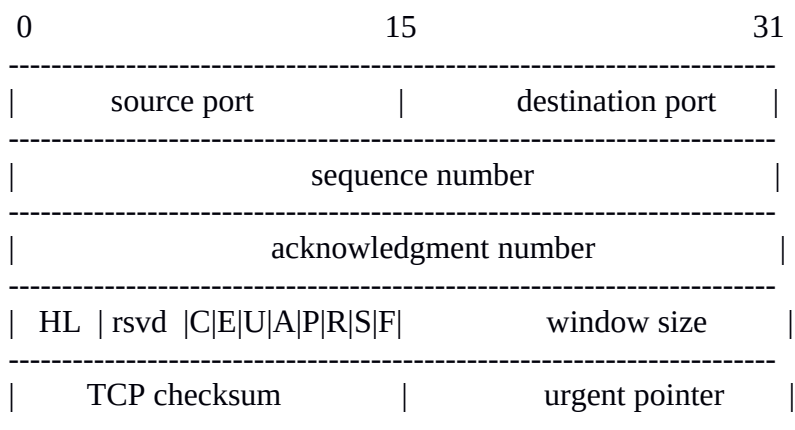 0 15 31
-----------------------------------------------------------------------
| source port | destination port |
-----------------------------------------------------------------------
| sequence number |
-----------------------------------------------------------------------
| acknowledgment number |
-----------------------------------------------------------------------
| HL | rsvd |C|E|U|A|P|R|S|F| window size |
-----------------------------------------------------------------------
| TCP checksum | urgent pointer |